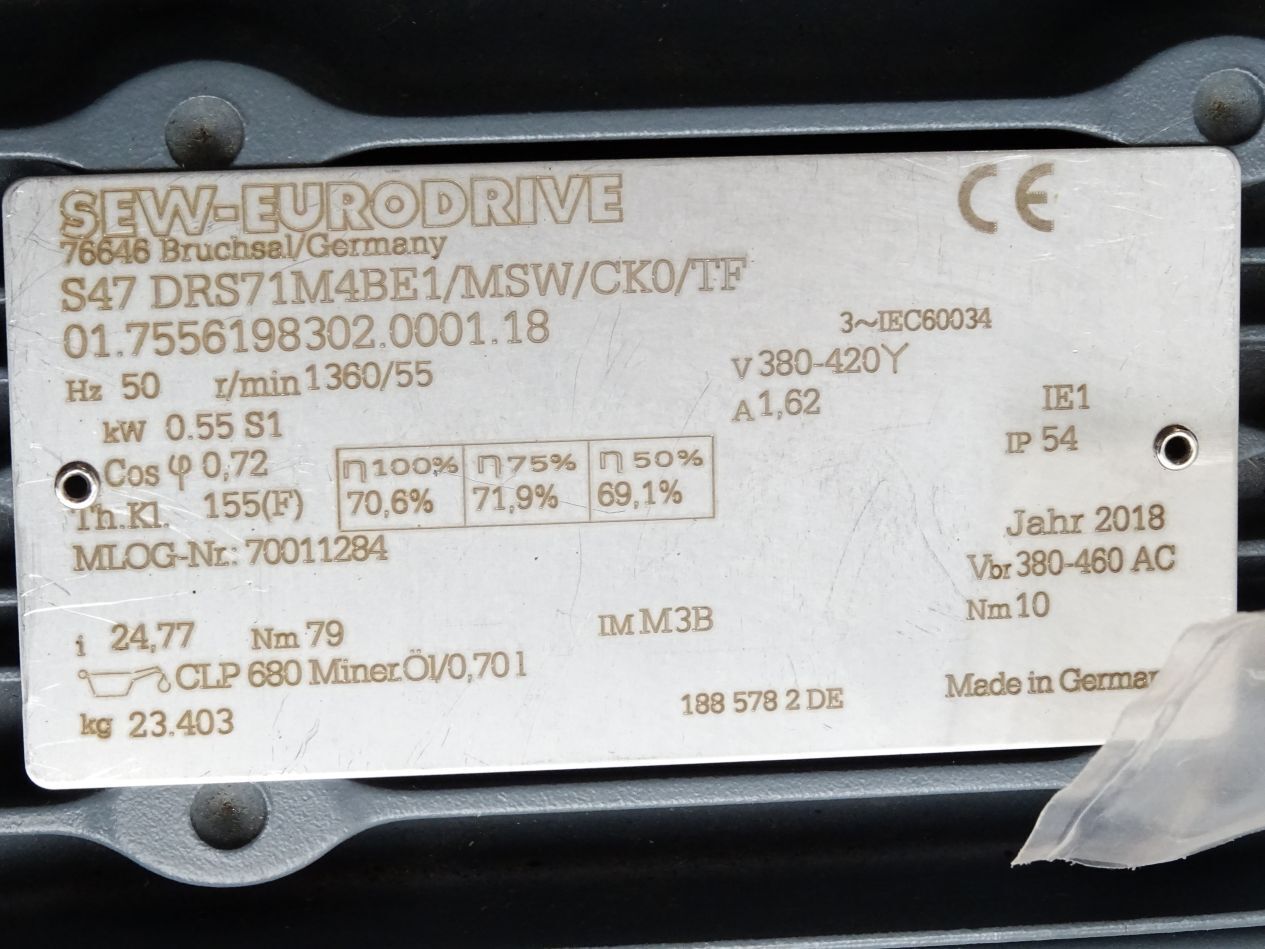 SEW-EURODRIVE CE
76646 Bruchsal/Germany
S47 DRS71M4BE1/MSW/CK0/TF
01.7556198302.0001.18 3~IEC60034
Hz 50 r/min 1360/55 V 380-420Y
kW 0.55 S1 A 1,62 IE1
Cos φ 0,72 η 100% η 75% η 50% IP 54
Th.Kl. 155(F) 70,6% 71,9% 69,1% Jahr 2018
MLOG-Nr.: 70011284 Vbr 380-460 AC
i 24,77 Nm 79 IM M3B Nm 10
CLP 680 Miner.Öl/0,70 l Made in
kg 23.403 188 578 2 DE